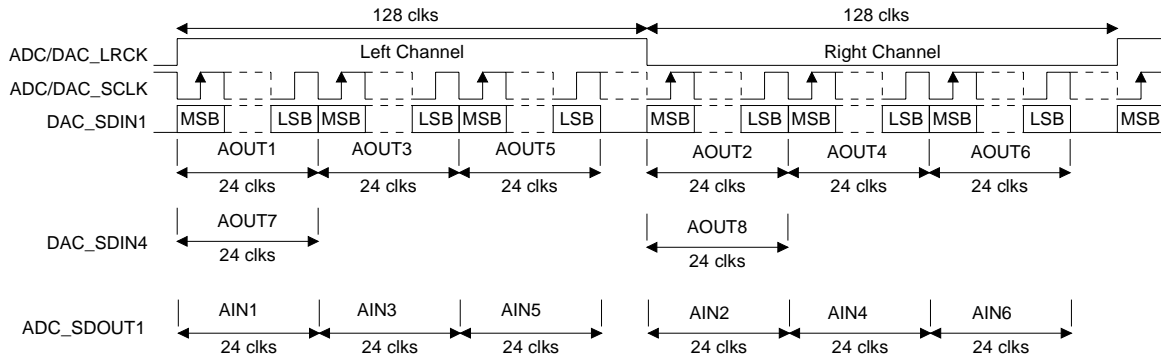 128 clks 128 clks
ADC/DAC_LRCK Left Channel Right Channel
ADC/DAC_SCLK
DAC_SDIN1 MSB LSB MSB LSB MSB LSB MSB LSB MSB LSB MSB LSB MSB
AOUT1 AOUT3 AOUT5 AOUT2 AOUT4 AOUT6
24 clks 24 clks 24 clks 24 clks 24 clks 24 clks
AOUT7 AOUT8
DAC_SDIN4
24 clks 24 clks
AIN1 AIN3 AIN5 AIN2 AIN4 AIN6
ADC_SDOUT1
24 clks 24 clks 24 clks 24 clks 24 clks 24 clks